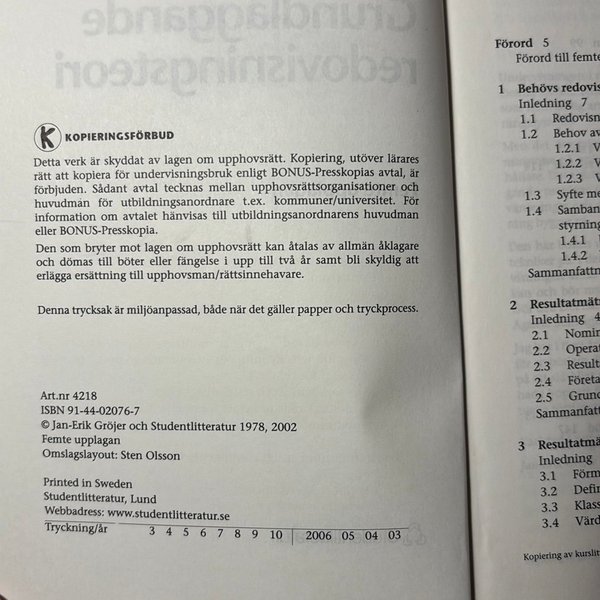 Grundläggande
redovisningsteori
K KOPIERINGSFÖRBUD
Detta verk är skyddat av lagen om upphovsrätt. Kopiering, utöver lärares
rätt att kopiera för undervisningsbruk enligt BONUS-Presskopias avtal, är
förbjuden. Sådant avtal tecknas mellan upphovsrättsorganisationer och
huvudman för utbildningsanordnare t.ex. kommuner/universitet. För
information om avtalet hänvisas till utbildningsanordnarens huvudman
eller BONUS-Presskopia.
Den som bryter mot lagen om upphovsrätt kan åtalas av allmän åklagare
och dömas till böter eller fängelse i upp till två år samt bli skyldig att
erlägga ersättning till upphovsman/rättsinnehavare.
Denna trycksak är miljöanpassad, både när det gäller papper och tryckprocess.
Art.nr 4218
ISBN 91-44-02076-7
© Jan-Erik Gröjer och Studentlitteratur 1978, 2002
Femte upplagan
Omslagslayout: Sten Olsson
Printed in Sweden
Studentlitteratur, Lund
Webbadress: www.studentlitteratur.se
Tryckning/år 3 4 5 6 7 8 9 10 | 2006 05 04 03
Förord 5
Förord till femte
1 Behövs redovis
Inledning 7
1.1 Redovisn
1.2 Behov av
1.2.1 V
1.2.2 V
1.2.3 V
1.3 Syfte me
1.4 Samban
styrning
1.4.1
1.4.2
Sammanfattn
2 Resultatmät
Inledning 4
2.1 Nomin
2.2 Operat
2.3 Result
2.4 Företa
2.5 Grund
Sammanfatt
3 Resultatmä
Inledning
3.1 Förm
3.2 Defin
3.3 Klass
3.4 Värd
Kopiering av kurslitt